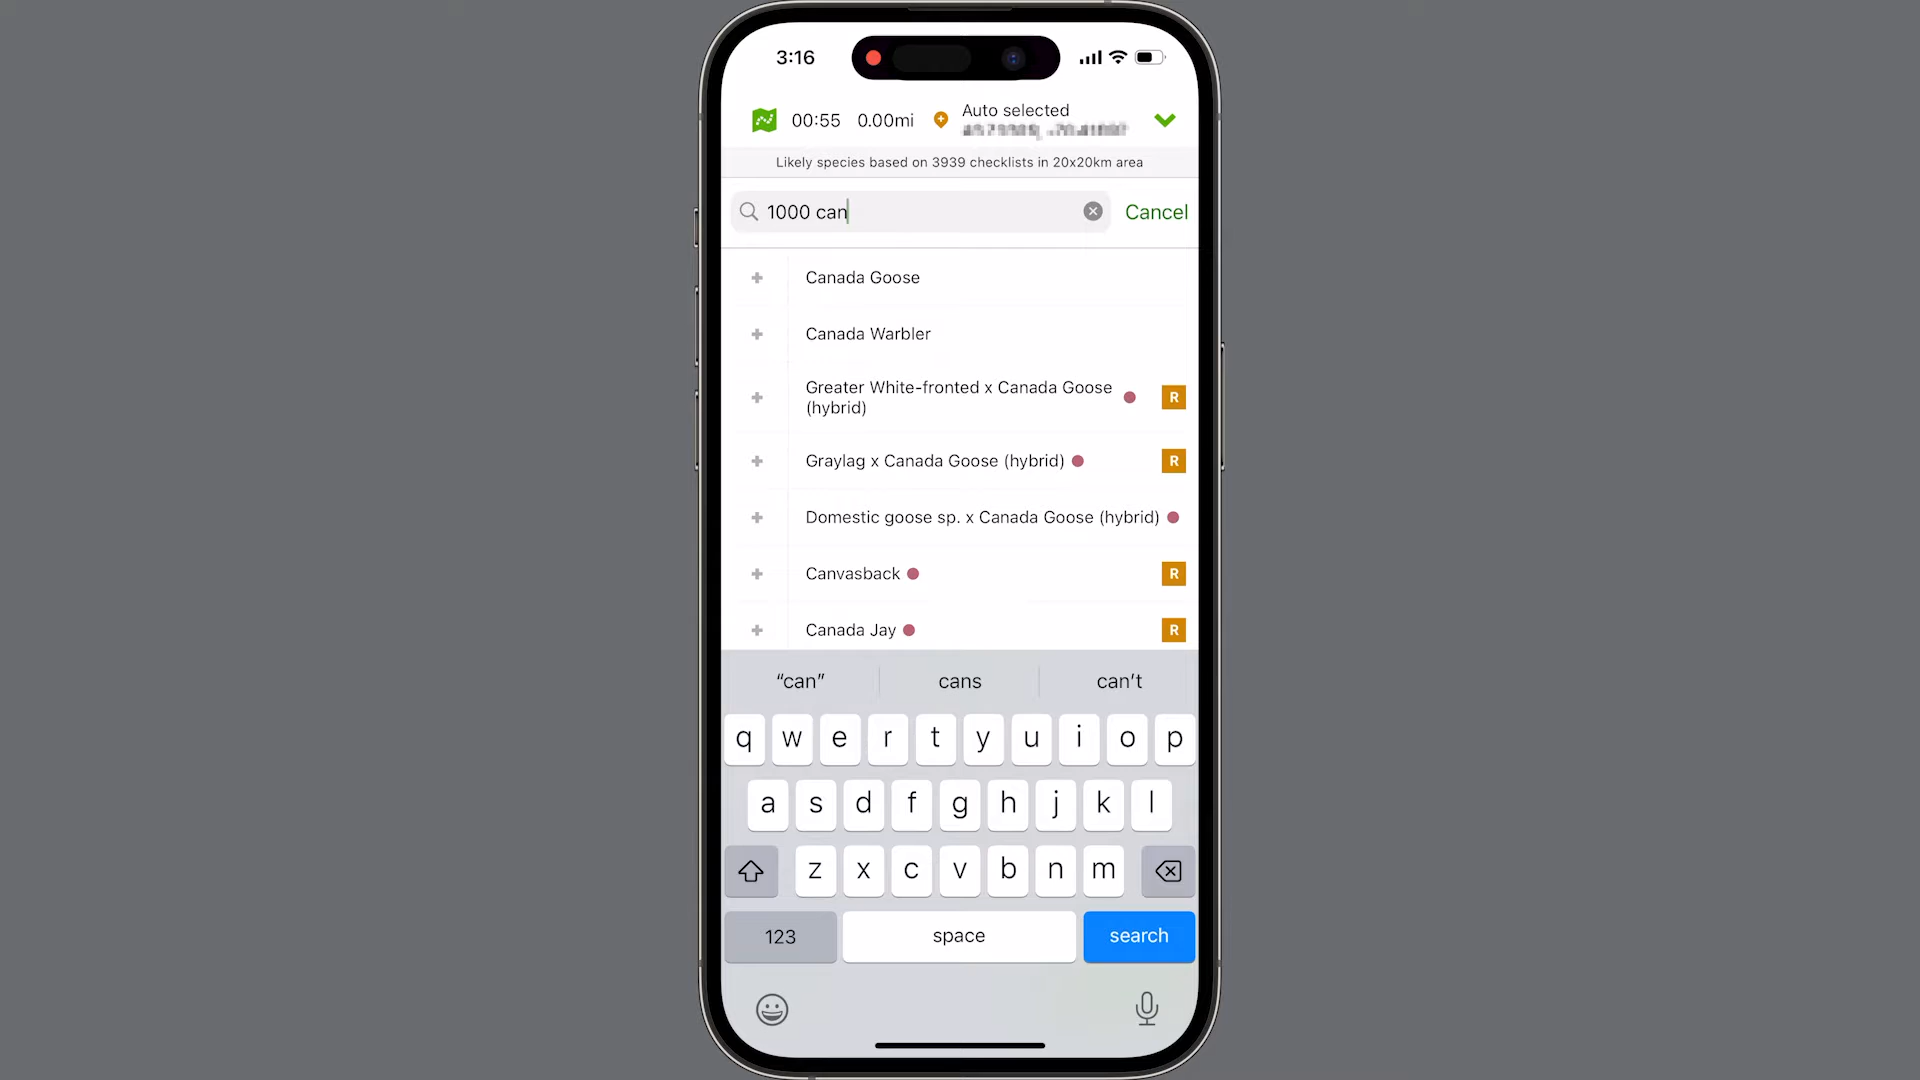 3:16
00:55 0.00mi Auto selected
Likely species based on 3939 checklists in 20x20km area
1000 can Cancel
Canada Goose
Canada Warbler
Greater White-fronted x Canada Goose
(hybrid)
R
Graylag x Canada Goose (hybrid) R
Domestic goose sp. x Canada Goose (hybrid)
Canvasback R
Canada Jay R
“can” cans can’t
q w e r t y u i o p
a s d f g h j k l
z x c v b n m
123 space search